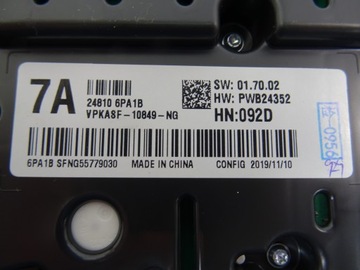 7A
24810 6PA1B
VPKA8F-10849-NG
SW: 01.70.02
HW: PWB24352
HN:092D
6PA1B SFNG55779030
MADE IN CHINA
CONFIG 2019/11/10
0956